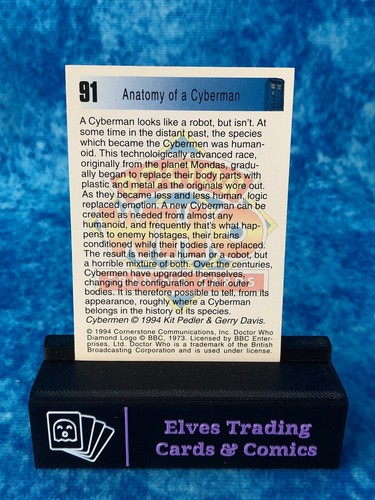 91
Anatomy of a Cyberman
A Cyberman looks like a robot, but isn't. At
some time in the distant past, the species
which became the Cybermen was human-
oid. This technologically advanced race,
originally from the planet Mondas, gradu-
ally began to replace the body parts with
plastic and metal as the originals wore out.
As they became less and less human, logic
replaced emotion. A new Cyberman can be
created as needed from almost any
humanoid, and frequently that's what hap-
pens to enemy hostages, their brains
conditioned while their bodies are replaced.
The result is neither a human or a robot, but
a horrible mixture of both. Over the centuries,
Cybermen have upgraded themselves,
changing the configuration of their outer
bodies. It is therefore possible to tell, from its
appearance, roughly where a Cyberman
belongs in the history of its species.
Cybermen © 1994 Kit Pedler & Gerry Davis.
© 1994 Cornerstone Communications, Inc. Doctor Who
Diamond Logo © BBC, 1973. Licensed by BBC Enter-
prises, Ltd. Doctor Who is a trademark of the British
Broadcasting Corporation and is used under license.
Elves Trading
Cards & Comics